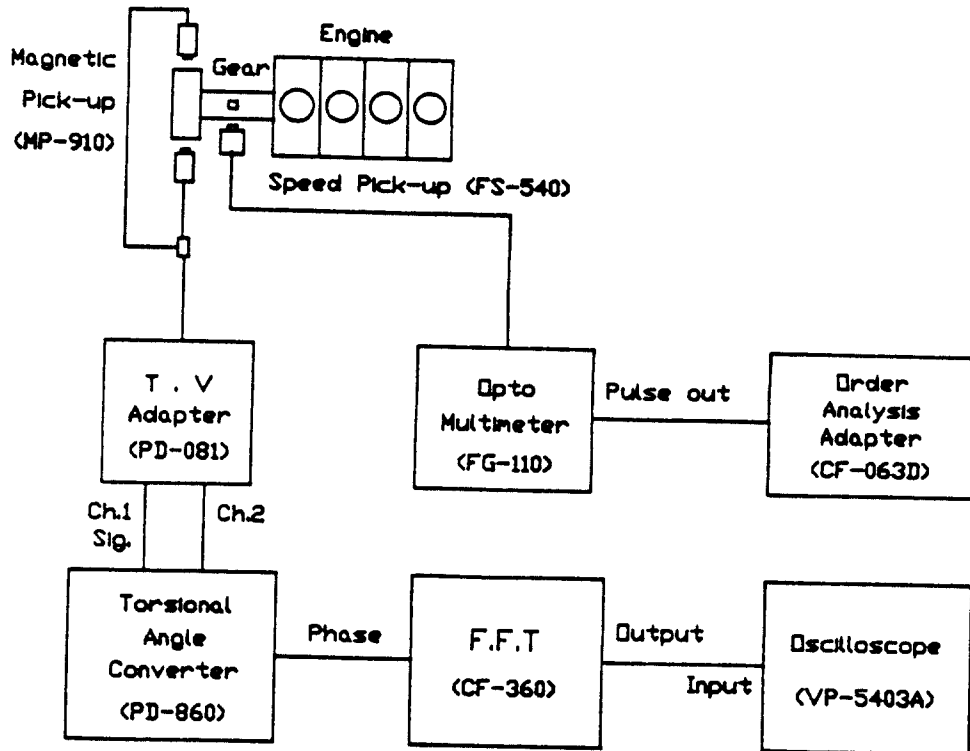 Engine
Magnetic
Pick-up
(MP-910)
Gear
Speed Pick-up (FS-540)
T . V
Adapter
(PD-081)
Opto
Multimeter
(FG-110)
Pulse out
Order
Analysis
Adapter
(CF-063D)
Ch.1
Sig.
Ch.2
Torsional
Angle
Converter
(PD-860)
Phase
F.F.T
(CF-360)
Output
Input
Oscilloscope
(VP-5403A)